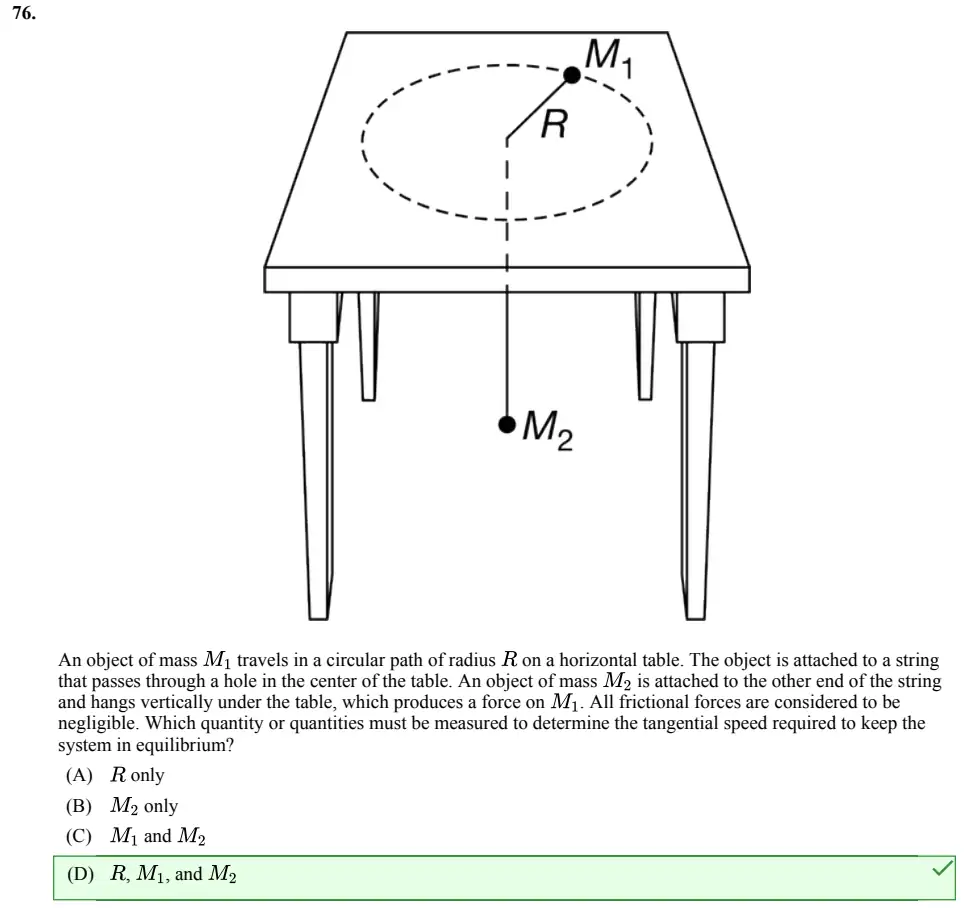 76.
M₁
R
M₂
An object of mass M₁ travels in a circular path of radius R on a horizontal table. The object is attached to a string
that passes through a hole in the center of the table. An object of mass M₂ is attached to the other end of the string
and hangs vertically under the table, which produces a force on M₁. All frictional forces are considered to be
negligible. Which quantity or quantities must be measured to determine the tangential speed required to keep the
system in equilibrium?
(A) R only
(B) M₂ only
(C) M₁ and M₂
(D) R, M₁, and M₂